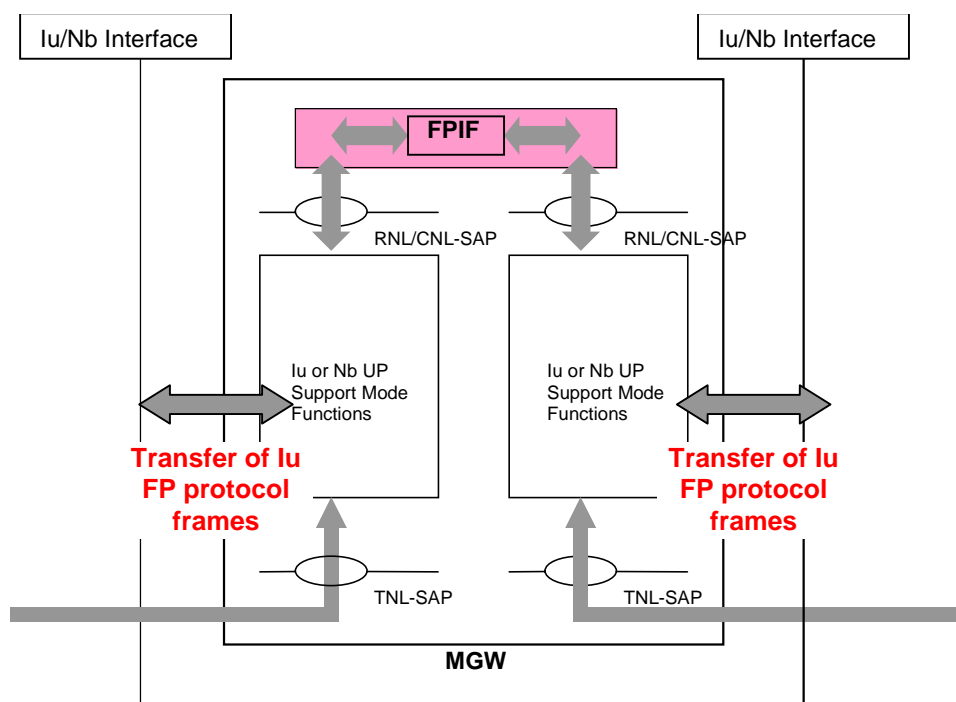 Iu/Nb Interface
Iu/Nb Interface
FPIF
RNL/CNL-SAP
RNL/CNL-SAP
Iu or Nb UP
Support Mode
Functions
Iu or Nb UP
Support Mode
Functions
Transfer of Iu
FP protocol
frames
Transfer of Iu
FP protocol
frames
TNL-SAP
TNL-SAP
MGW